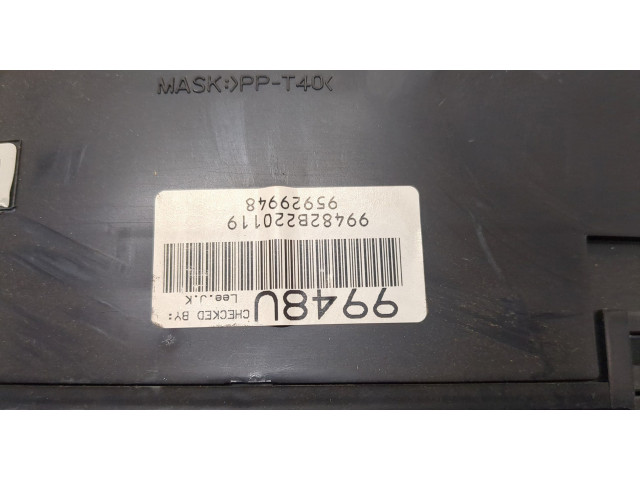 MASK:>PP-T40<
CHECKED BY:
Lee.J.K
9948U
99482B220119
95929948